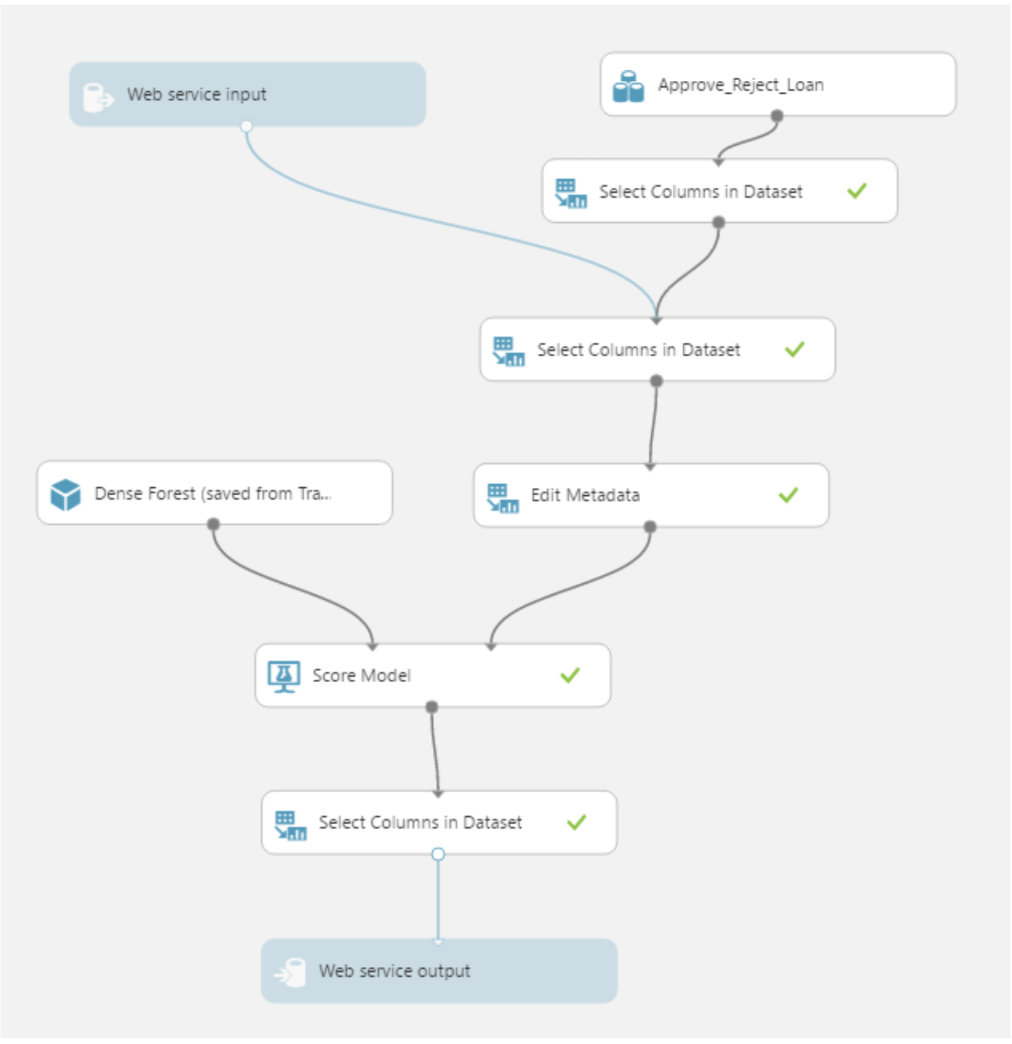 Web service input
Approve_Reject_Loan
Select Columns in Dataset
Select Columns in Dataset
Dense Forest (saved from Tra...
Edit Metadata
Score Model
Select Columns in Dataset
Web service output